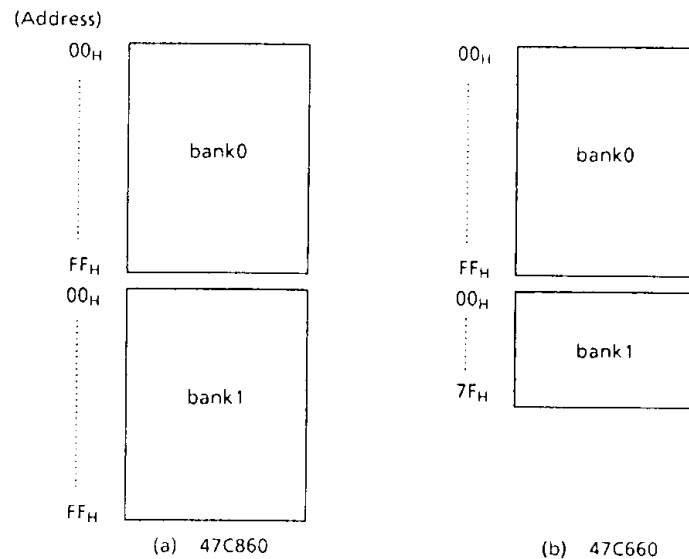 (Address)
00H
bank0
FFH
00H
bank1
FFH
(a) 47C860
00H
bank0
FFH
00H
bank1
7FH
(b) 47C660